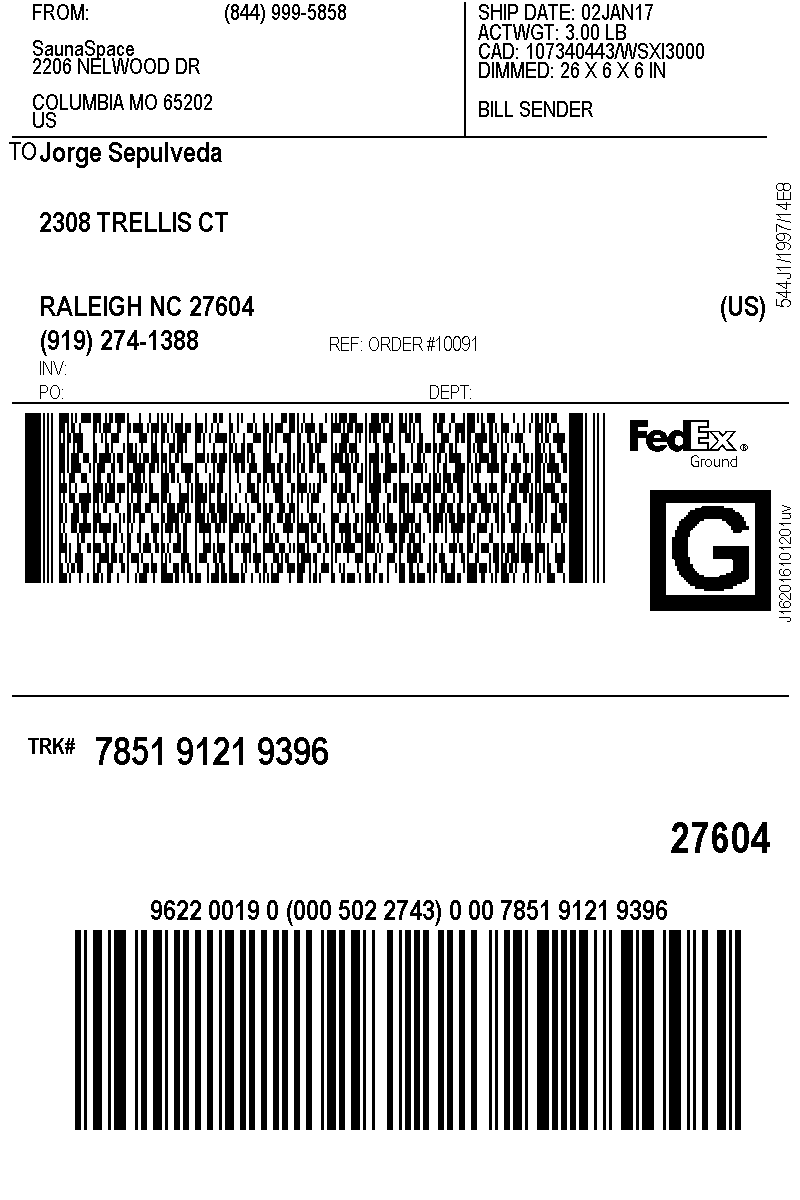 FROM: (844) 999-5858
SaunaSpace
2206 NELWOOD DR
COLUMBIA MO 65202
US
SHIP DATE: 02JAN17
ACTWGT: 3.00 LB
CAD: 107340443/WSXI3000
DIMMED: 26 X 6 X 6 IN
BILL SENDER
TO Jorge Sepulveda
2308 TRELLIS CT
RALEIGH NC 27604 (US)
(919) 274-1388 REF: ORDER #10091
INV:
PO: DEPT:
544J1/1997/14E8
FedEx ®
Ground
G
J162016101201uv
TRK# 7851 9121 9396
27604
9622 0019 0 (000 502 2743) 0 00 7851 9121 9396